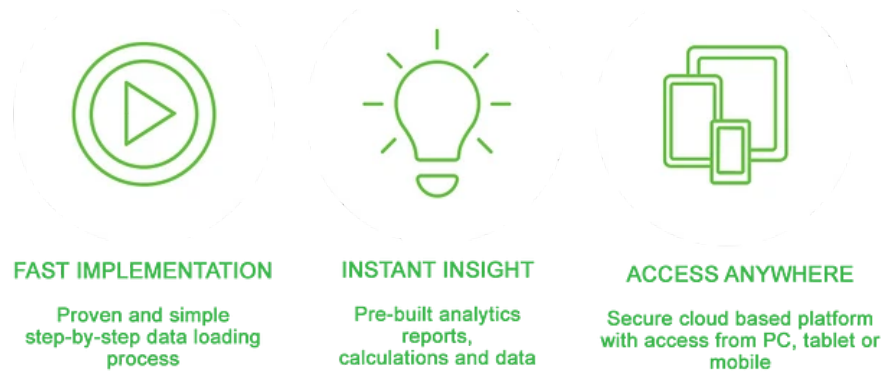 FAST IMPLEMENTATION
Proven and simple
step-by-step data loading
process
INSTANT INSIGHT
Pre-built analytics
reports,
calculations and data
ACCESS ANYWHERE
Secure cloud based platform
with access from PC, tablet or
mobile